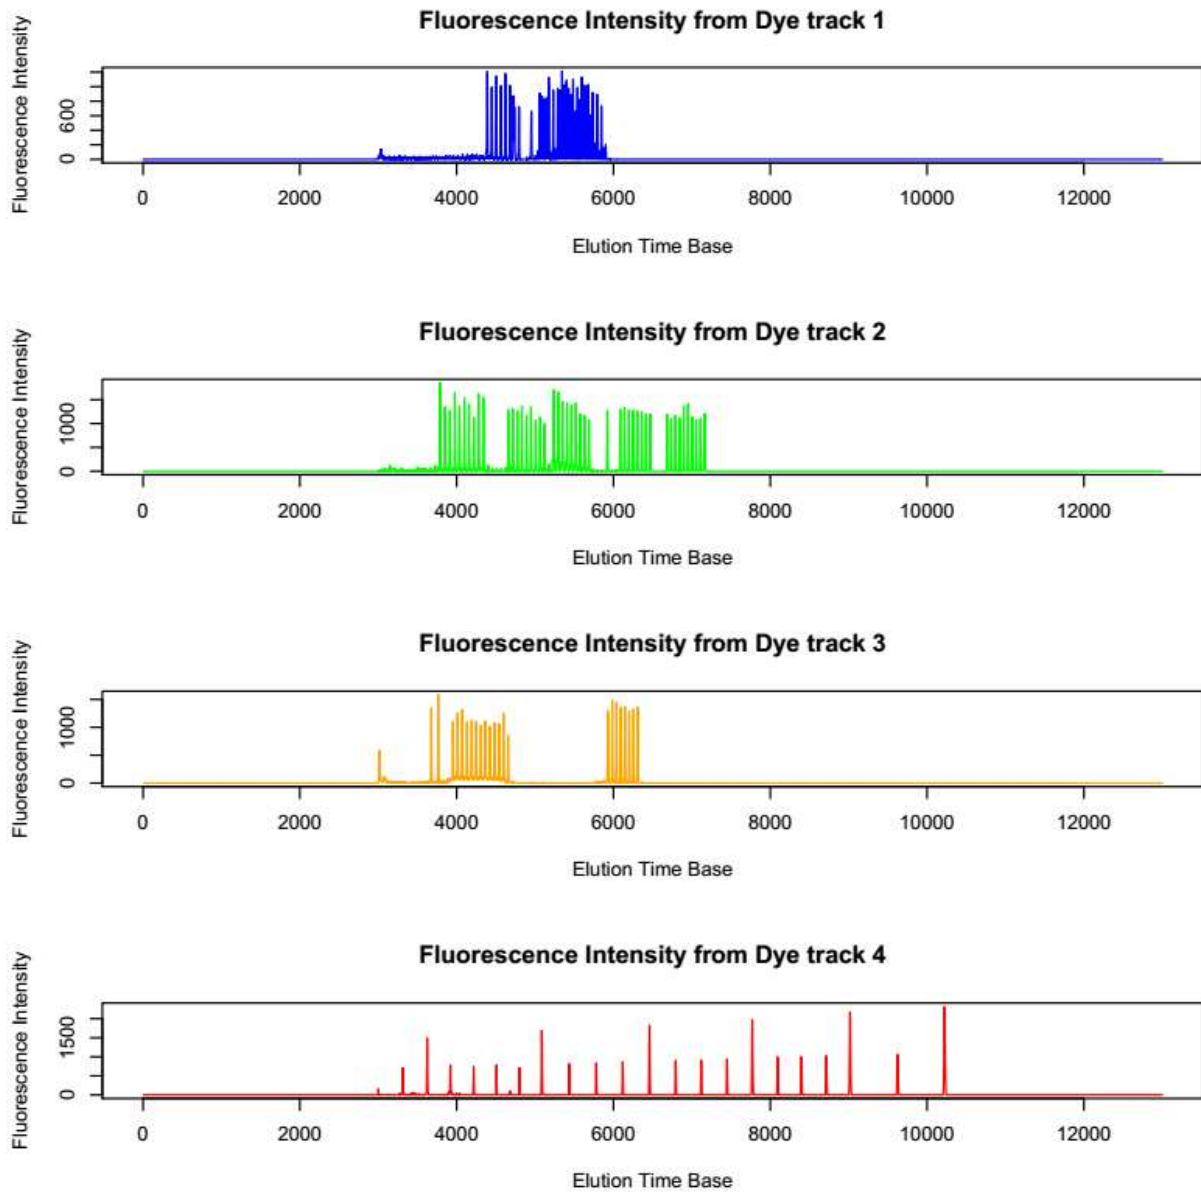 Fluorescence Intensity from Dye track 1
Fluorescence Intensity
600
0
0 2000 4000 6000 8000 10000 12000
Elution Time Base
Fluorescence Intensity from Dye track 2
Fluorescence Intensity
1000
0
0 2000 4000 6000 8000 10000 12000
Elution Time Base
Fluorescence Intensity from Dye track 3
Fluorescence Intensity
1000
0
0 2000 4000 6000 8000 10000 12000
Elution Time Base
Fluorescence Intensity from Dye track 4
Fluorescence Intensity
1500
0
0 2000 4000 6000 8000 10000 12000
Elution Time Base